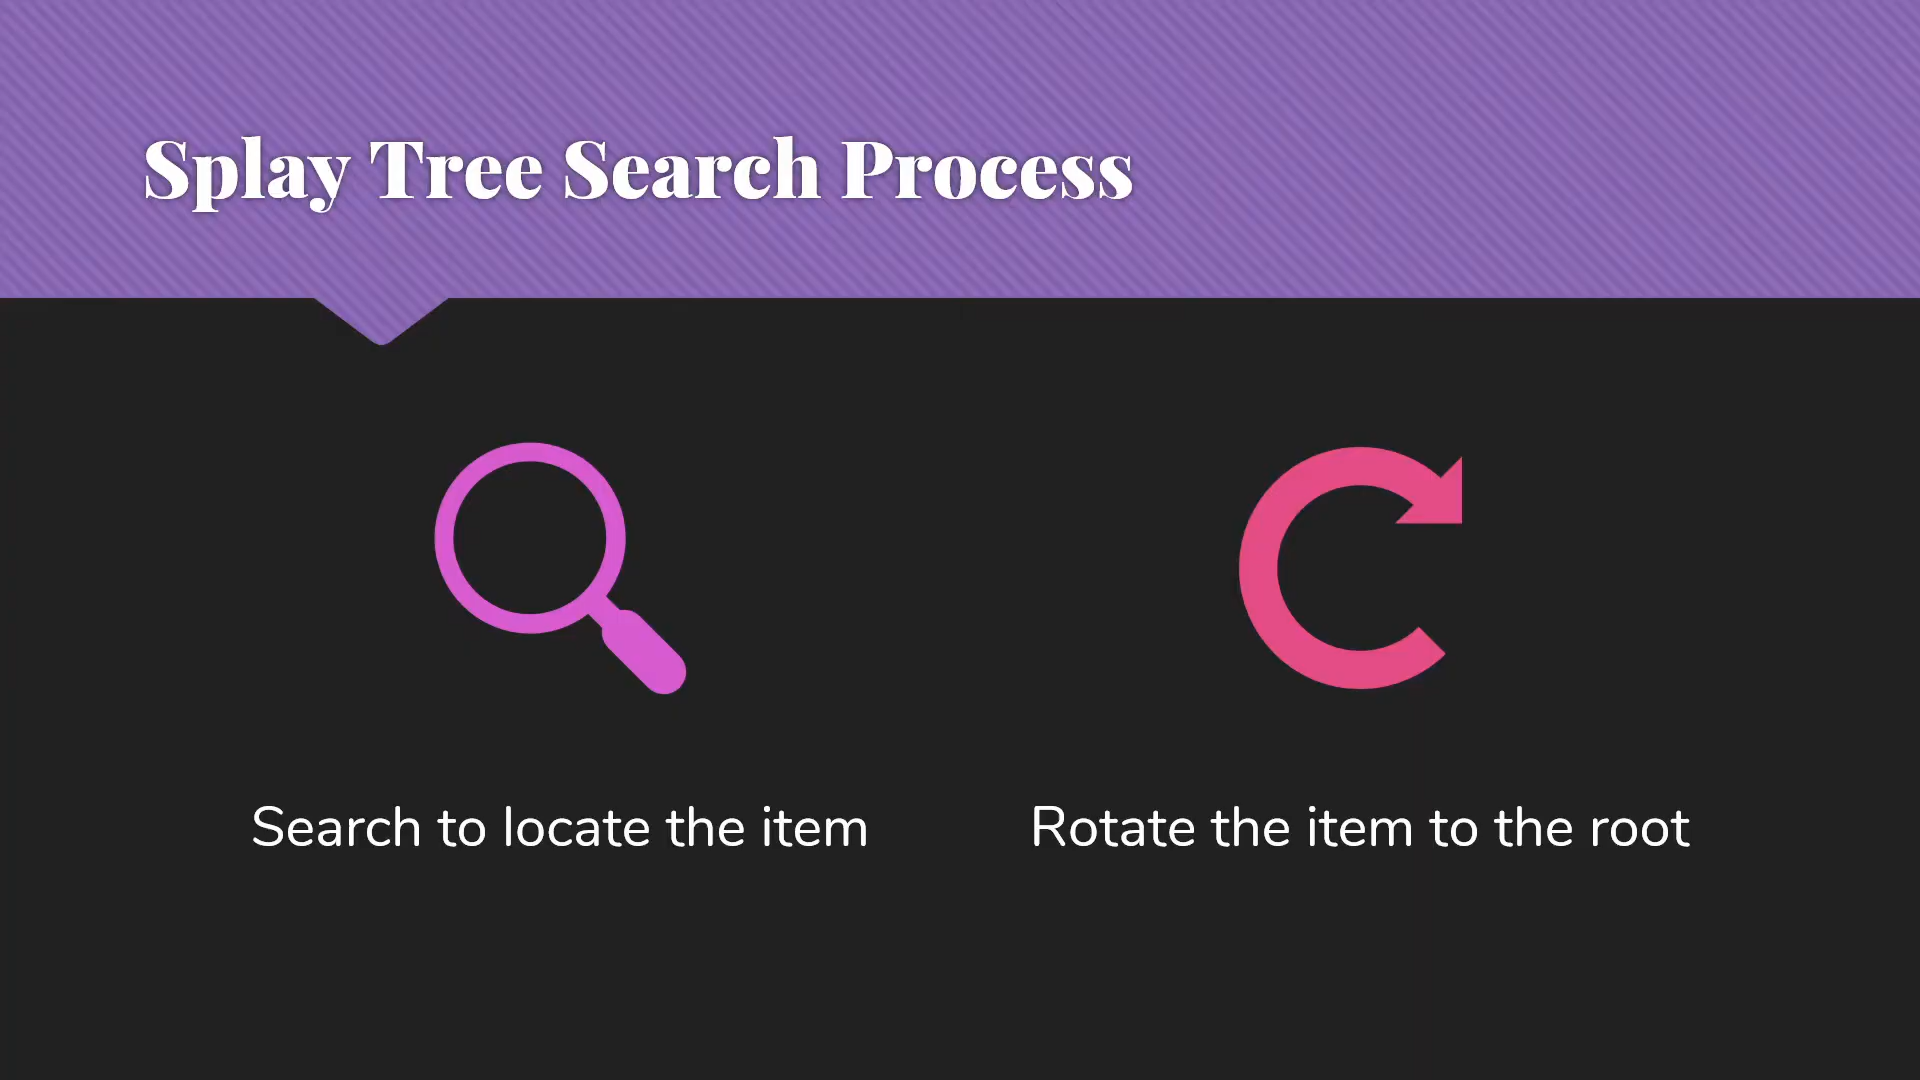 Splay Tree Search Process
Search to locate the item
Rotate the item to the root